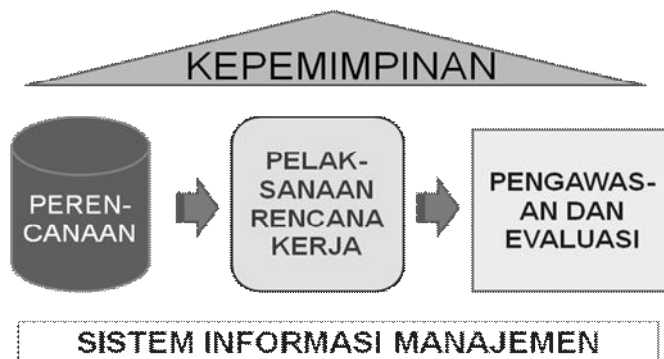 KEPEMIMPINAN
PEREN-
CANAAN
PELAK-
SANAAN
RENCANA
KERJA
PENGAWAS-
AN DAN
EVALUASI
SISTEM INFORMASI MANAJEMEN